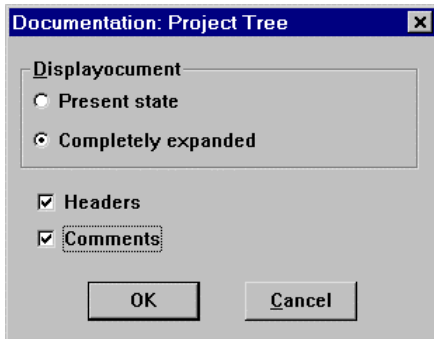 Documentation: Project Tree
Displayocument
Present state
Completely expanded
Headers
Comments
OK
Cancel